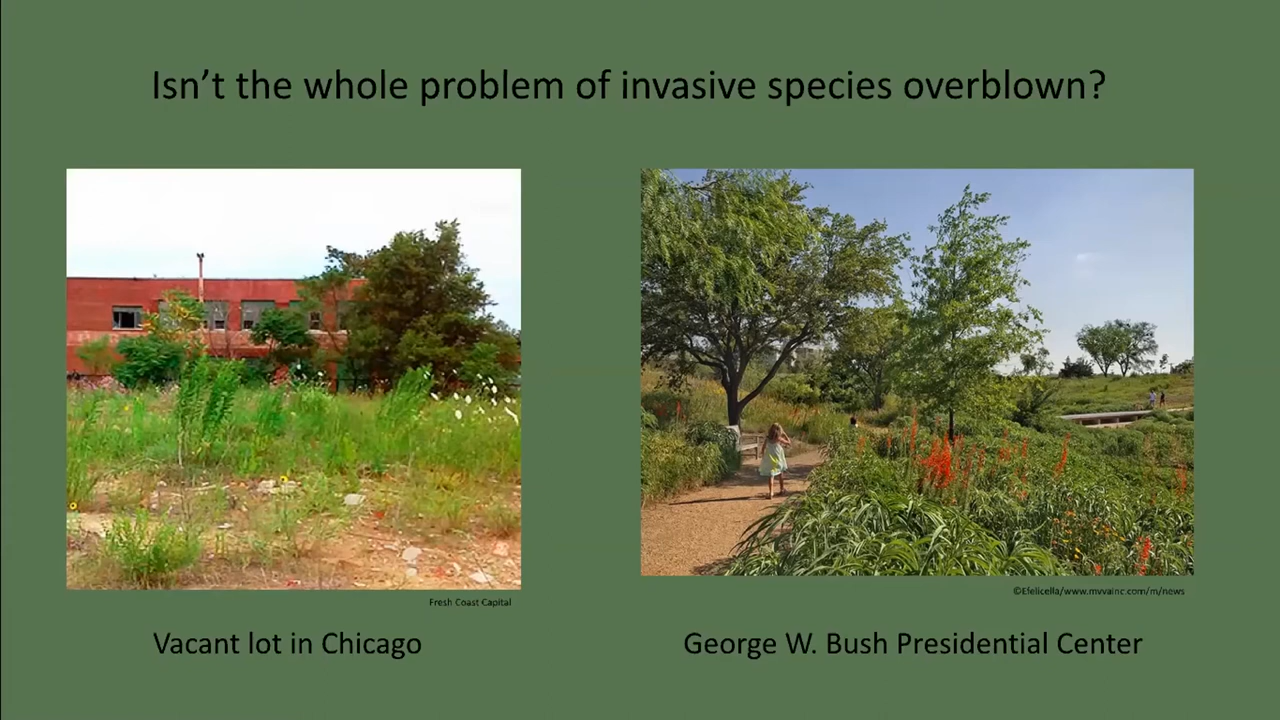 Isn’t the whole problem of invasive species overblown?
Fresh Coast Capital
©Efelicella/www.mvvainc.com/m/news
Vacant lot in Chicago
George W. Bush Presidential Center